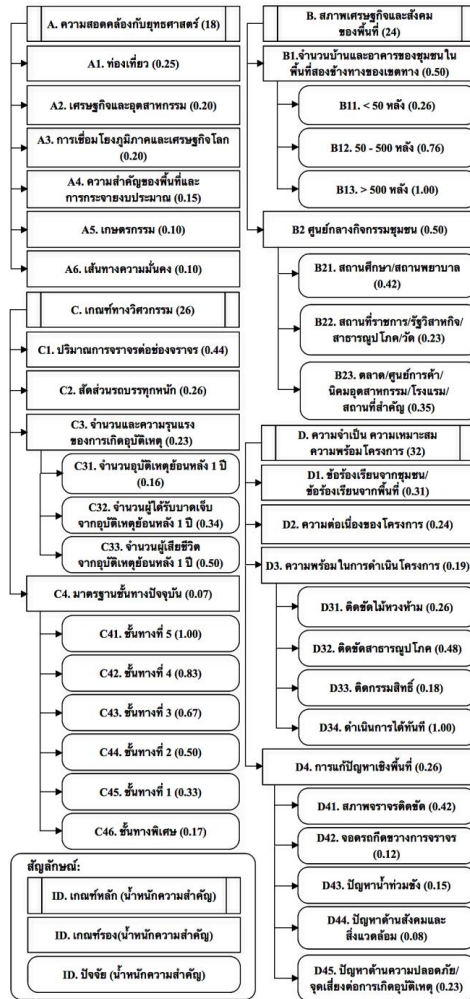 A. ความสอดคล้องกับยุทธศาสตร์ (18)
A1. ท่องเที่ยว (0.25)
A2. เศรษฐกิจและอุตสาหกรรม (0.20)
A3. การเชื่อมโยงภูมิภาคและเศรษฐกิจโลก
(0.20)
A4. ความสำคัญของพื้นที่และ
การกระจายงบประมาณ (0.15)
A5. เกษตรกรรม (0.10)
A6. เส้นทางความมั่นคง (0.10)
C. เกณฑ์ทางวิศวกรรม (26)
C1. ปริมาณการจราจรต่อช่องจราจร (0.44)
C2. สัดส่วนรถบรรทุกหนัก (0.26)
C3. จำนวนและความรุนแรง
ของการเกิดอุบัติเหตุ (0.23)
C31. จำนวนอุบัติเหตุย้อนหลัง 1 ปี
(0.16)
C32. จำนวนผู้ได้รับบาดเจ็บ
จากอุบัติเหตุย้อนหลัง 1 ปี (0.34)
C33. จำนวนผู้เสียชีวิต
จากอุบัติเหตุย้อนหลัง 1 ปี (0.50)
C4. มาตรฐานชั้นทางปัจจุบัน (0.07)
C41. ชั้นทางที่ 5 (1.00)
C42. ชั้นทางที่ 4 (0.83)
C43. ชั้นทางที่ 3 (0.67)
C44. ชั้นทางที่ 2 (0.50)
C45. ชั้นทางที่ 1 (0.33)
C46. ชั้นทางพิเศษ (0.17)
สัญลักษณ์:
ID. เกณฑ์หลัก (น้ำหนักความสำคัญ)
ID. เกณฑ์รอง(น้ำหนักความสำคัญ)
ID. ปัจจัย (น้ำหนักความสำคัญ)
B. สภาพเศรษฐกิจและสังคม
ของพื้นที่ (24)
B1.จำนวนบ้านและอาคารของชุมชนใน
พื้นที่สองข้างทางของเขตทาง (0.50)
B11. < 50 หลัง (0.26)
B12. 50 - 500 หลัง (0.76)
B13. > 500 หลัง (1.00)
B2 ศูนย์กลางกิจกรรมชุมชน (0.50)
B21. สถานศึกษา/สถานพยาบาล
(0.42)
B22. สถานที่ราชการ/รัฐวิสาหกิจ/
สาธารณูปโภค/วัด (0.23)
B23. ตลาด/ศูนย์การค้า/
นิคมอุตสาหกรรม/โรงแรม/
สถานที่สำคัญ (0.35)
D. ความจำเป็น ความเหมาะสม
ความพร้อมโครงการ (32)
D1. ข้อร้องเรียนจากชุมชน/
ข้อร้องเรียนจากพื้นที่ (0.31)
D2. ความต่อเนื่องของโครงการ (0.24)
D3. ความพร้อมในการดำเนินโครงการ (0.19)
D31. ติดขัดไม้หวงห้าม (0.26)
D32. ติดขัดสาธารณูปโภค (0.48)
D33. ติดกรรมสิทธิ์ (0.18)
D34. ดำเนินการได้ทันที (1.00)
D4. การแก้ปัญหาเชิงพื้นที่ (0.26)
D41. สภาพจราจรติดขัด (0.42)
D42. จอดรถกีดขวางการจราจร
(0.12)
D43. ปัญหาน้ำท่วมขัง (0.15)
D44. ปัญหาด้านสังคมและ
สิ่งแวดล้อม (0.08)
D45. ปัญหาด้านความปลอดภัย/
จุดเสี่ยงต่อการเกิดอุบัติเหตุ (0.23)